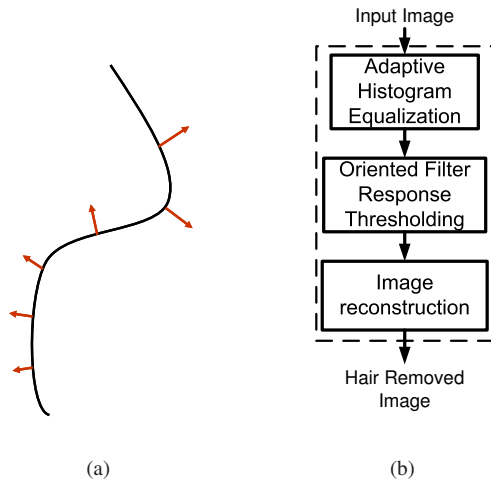 Input Image
Adaptive
Histogram
Equalization
Oriented Filter
Response
Thresholding
Image
reconstruction
Hair Removed
Image
(a)
(b)